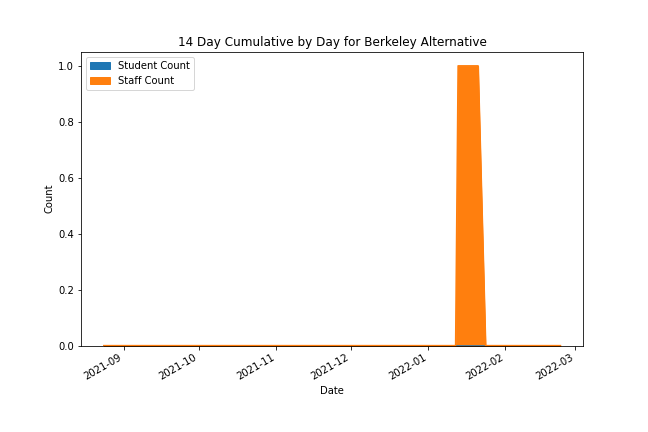 14 Day Cumulative by Day for Berkeley Alternative
Student Count
Staff Count
1.0
0.8
0.6
0.4
0.2
0.0
Count
2021-09
2021-10
2021-11
2021-12
2022-01
2022-02
2022-03
Date